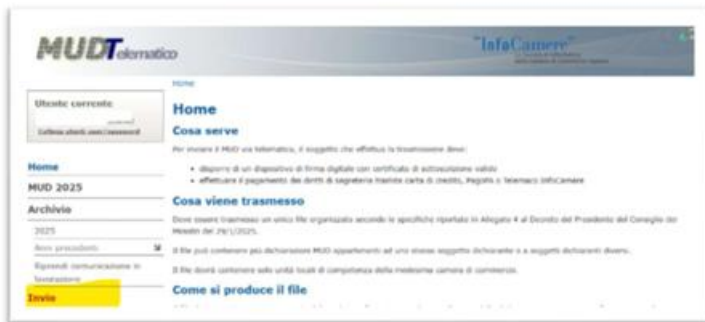 MUDTelematico
"InfoCamere"
Home
Utente corrente
Home
Cosa serve
Per inviare il MUD via telematica, il soggetto che effettua la trasmissione deve:
• disporre di un dispositivo di firma digitale con certificato di autenticazione valido
• effettuare il pagamento dei diritti di segreteria tramite carta di credito, PagoPA o Telemaco InfoCamere
Home
MUD 2025
Archivio
2025
Anni precedenti
Riprendi comunicazione in
lavorazione
Invio
Cosa viene trasmesso
Deve essere trasmesso un unico file organizzato secondo le specifiche riportate in Allegato 4 al Decreto del Presidente del Consiglio dei
Ministri del 29/1/2025.
Il file può contenere più dichiarazioni MUD appartenenti ad uno stesso soggetto dichiarante o a soggetti dichiaranti diversi.
Il file dovrà contenere solo unità locali di competenza della medesima camera di commercio.
Come si produce il file